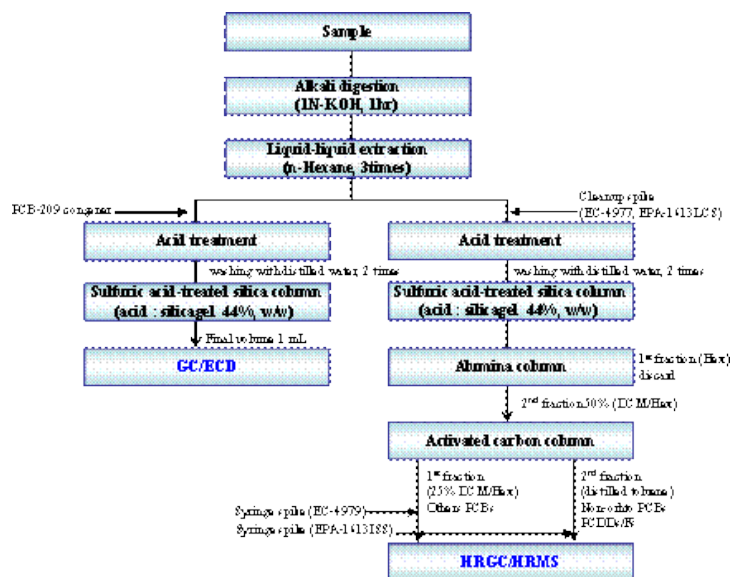 Sample
Alkali digestion
(1N-KOH, 1hr)
Liquid-liquid extraction
(n-Hexane, 3times)
PCB-209 congener
Cleanup spike
(EC-4977, EPA-1613LCS)
Acid treatment
Acid treatment
washing with distilled water, 2 times
washing with distilled water, 2 times
Sulfuric acid-treated silica column
(acid : silicagel 44%, w/w)
Sulfuric acid-treated silica column
(acid : silicagel 44%, w/w)
Final volume 1 mL
GC/ECD
Alumina column
1st fraction (Hex)
discard
2nd fraction 50% (DCM/Hex)
Activated carbon column
1st fraction
(25% DCM/Hex)
Others PCBs
2nd fraction
(distilled toluene)
Non-ortho PCBs
PCDDs/Fs
Syringe spike (EC-4979)
Syringe spike (EPA-1613ISS)
HRGC/HRMS